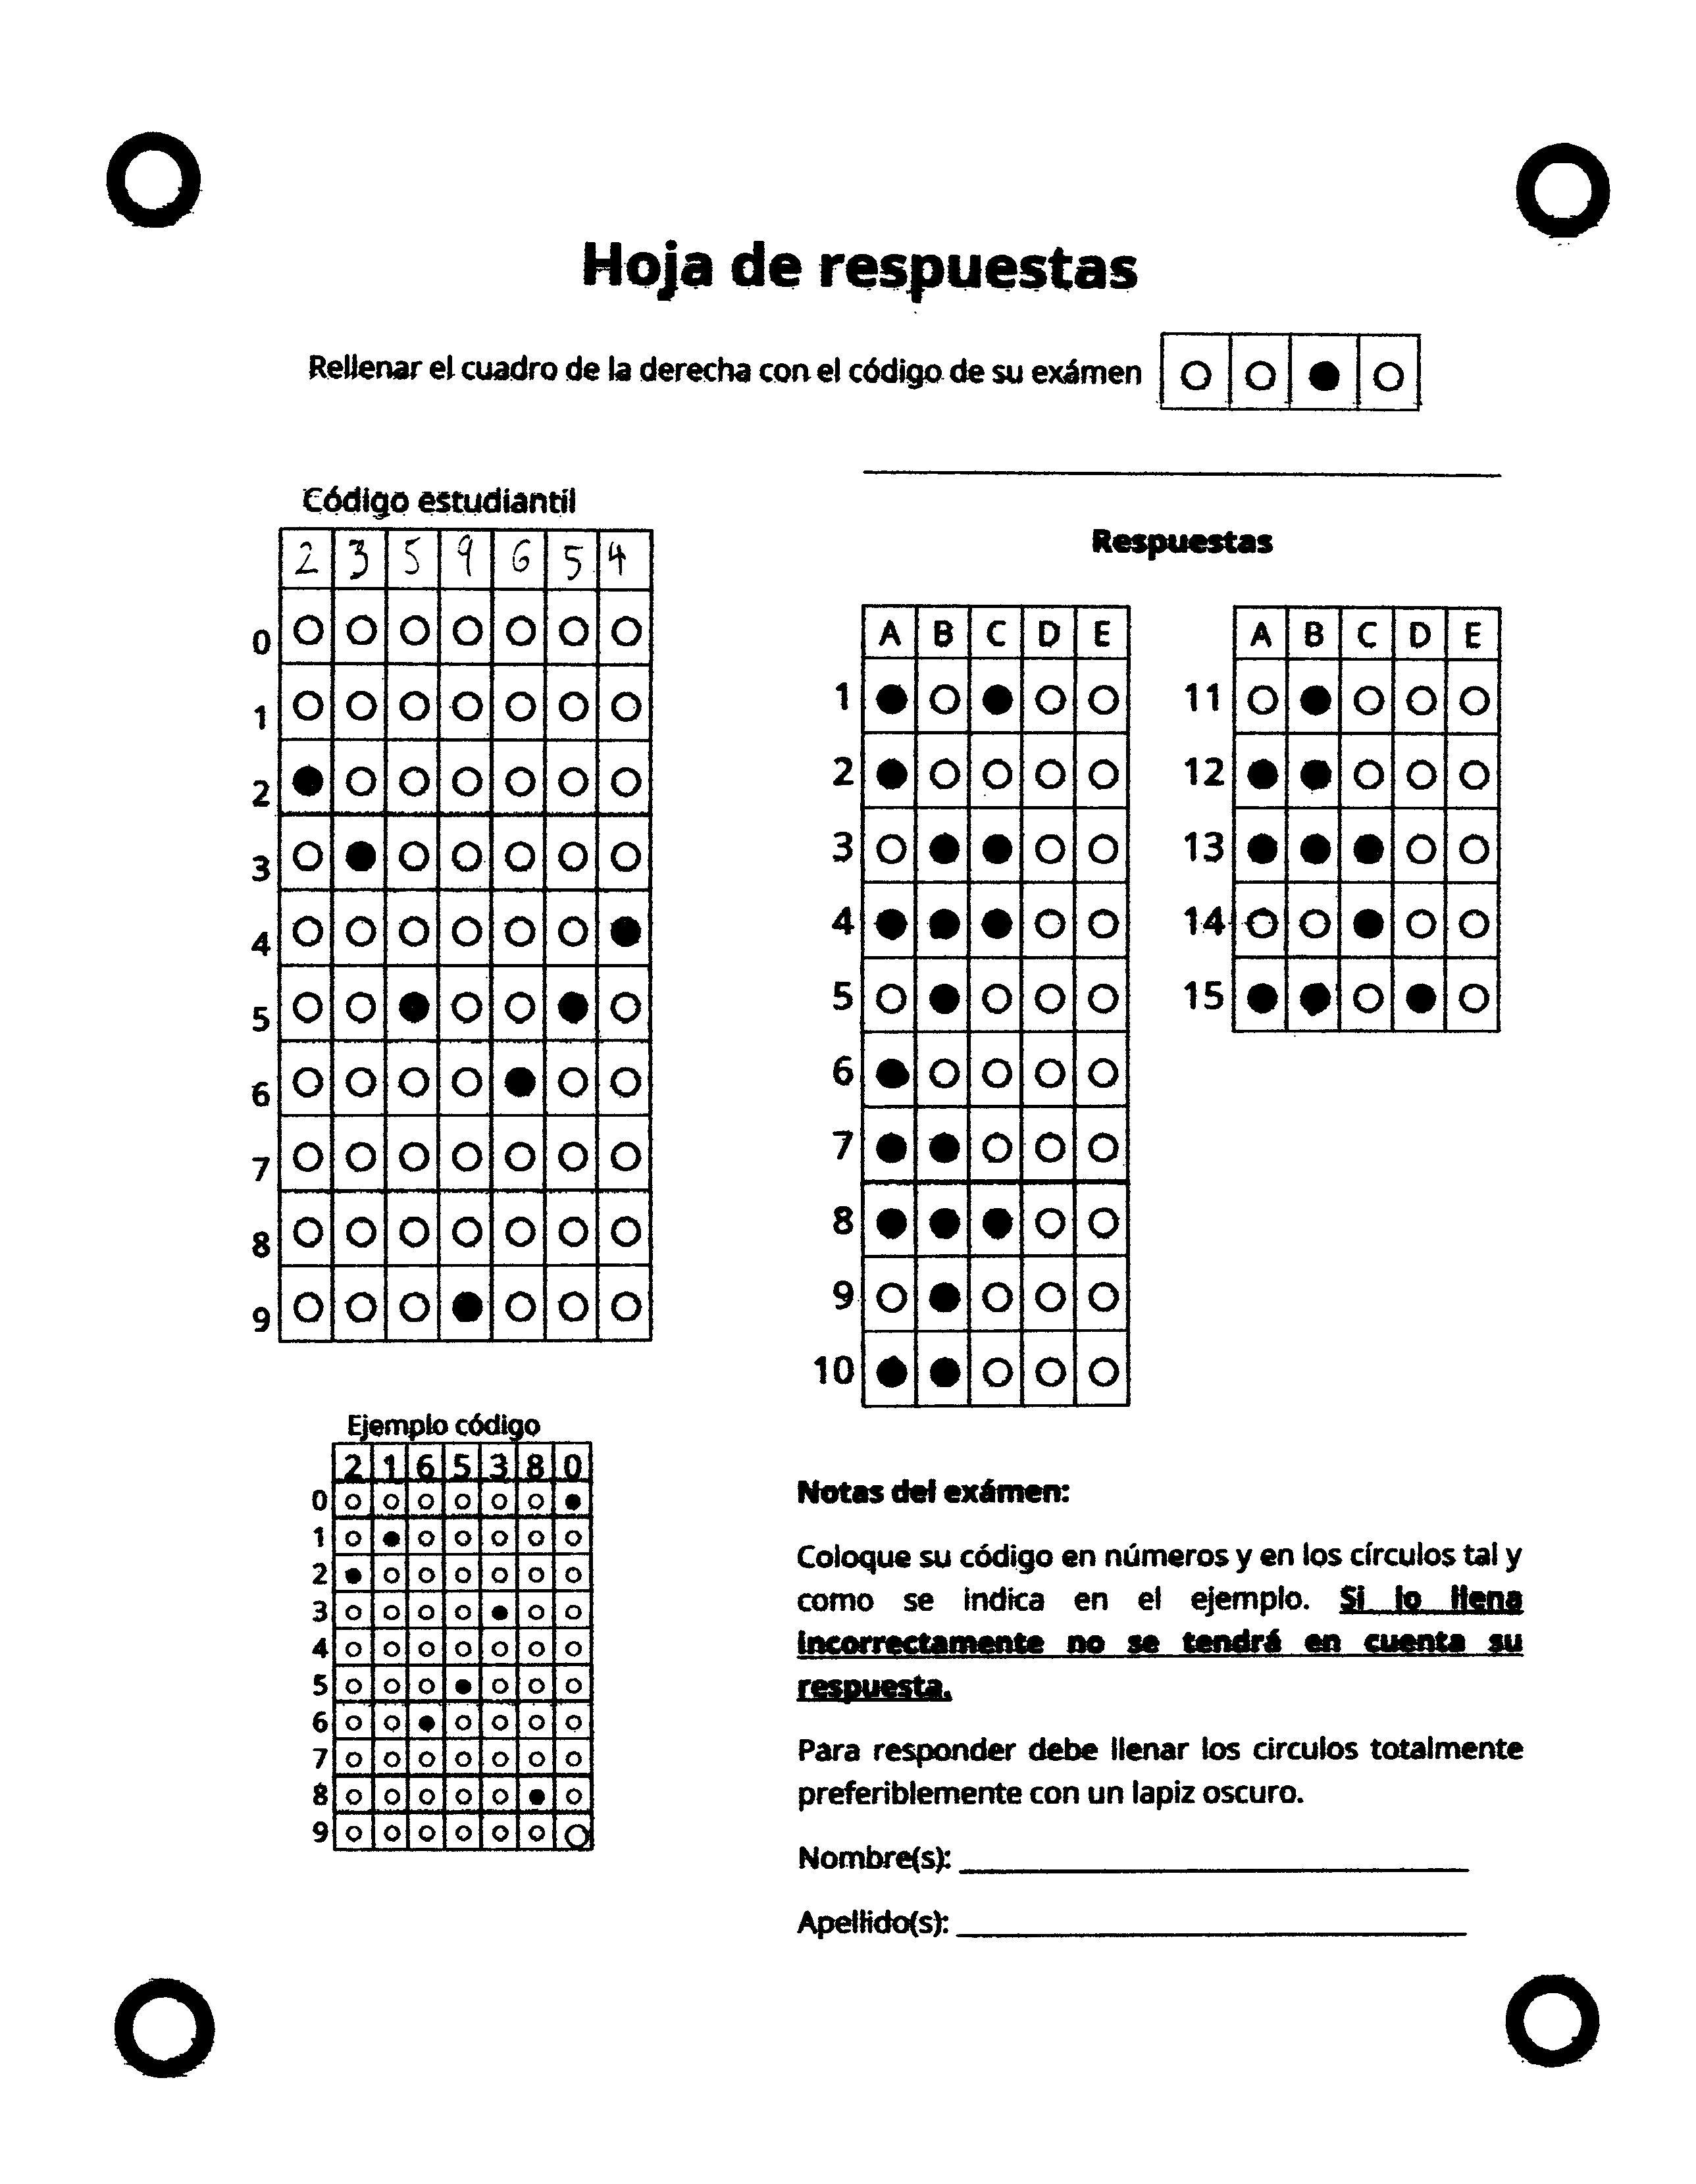 Hoja de respuestas
Rellenar el cuadro de la derecha con el código de su exámen
Código estudiantil
2 3 5 9 6 5 4
0
1
2
3
4
5
6
7
8
9
Respuestas
A B C D E
1
2
3
4
5
6
7
8
9
10
A B C D E
11
12
13
14
15
Ejemplo código
2 1 6 5 3 8 0
0
1
2
3
4
5
6
7
8
9
Notas del exámen:
Coloque su código en números y en los círculos tal y
como se indica en el ejemplo. Si lo llena
incorrectamente no se tendrá en cuenta su
respuesta.
Para responder debe llenar los circulos totalmente
preferiblemente con un lapiz oscuro.
Nombre(s):
Apellido(s):